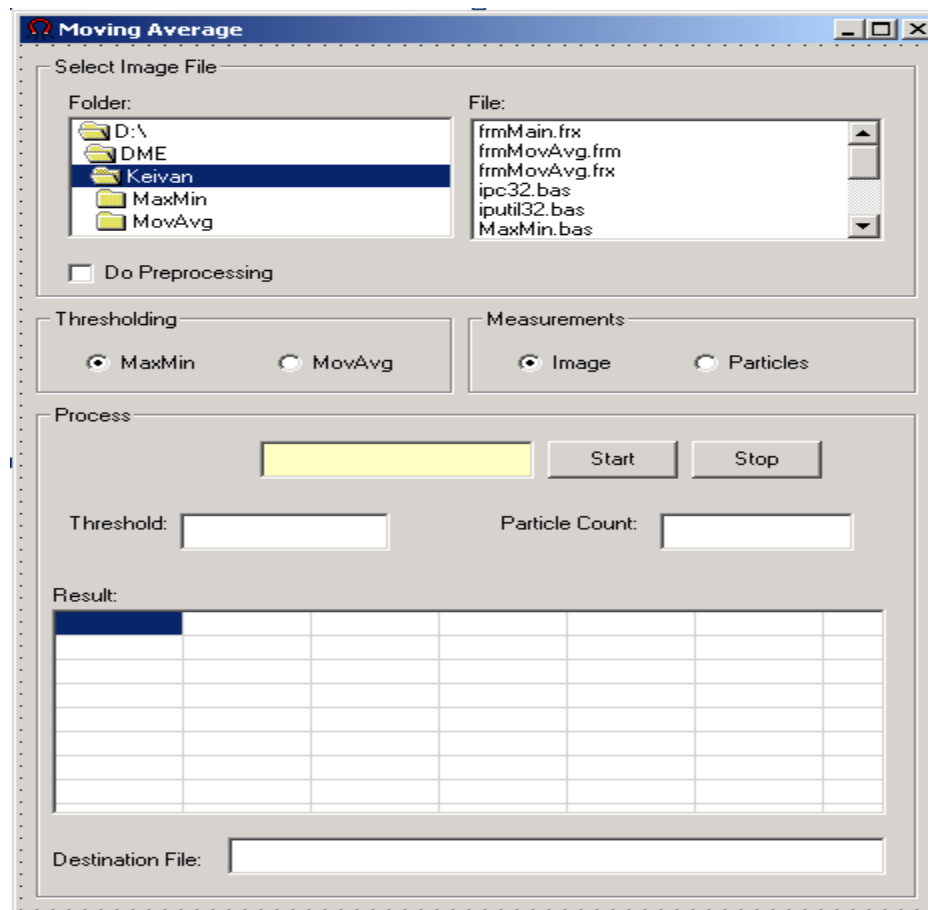 Moving Average
Select Image File
Folder:
D:\
DME
Keivan
MaxMin
MovAvg
File:
frmMain.frx
frmMovAvg.frm
frmMovAvg.frx
ipc32.bas
iputil32.bas
MaxMin.bas
Do Preprocessing
Thresholding
MaxMin MovAvg
Measurements
Image Particles
Process
Start Stop
Threshold: Particle Count:
Result:
Destination File: